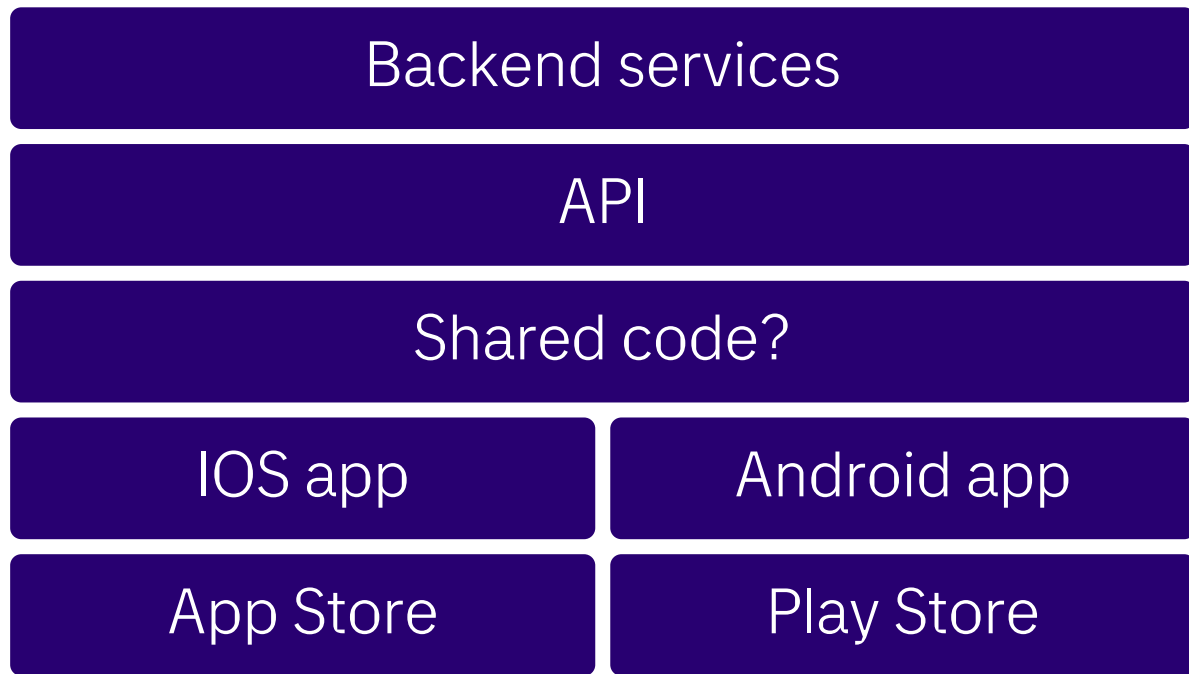 Backend services
API
Shared code?
IOS app
Android app
App Store
Play Store